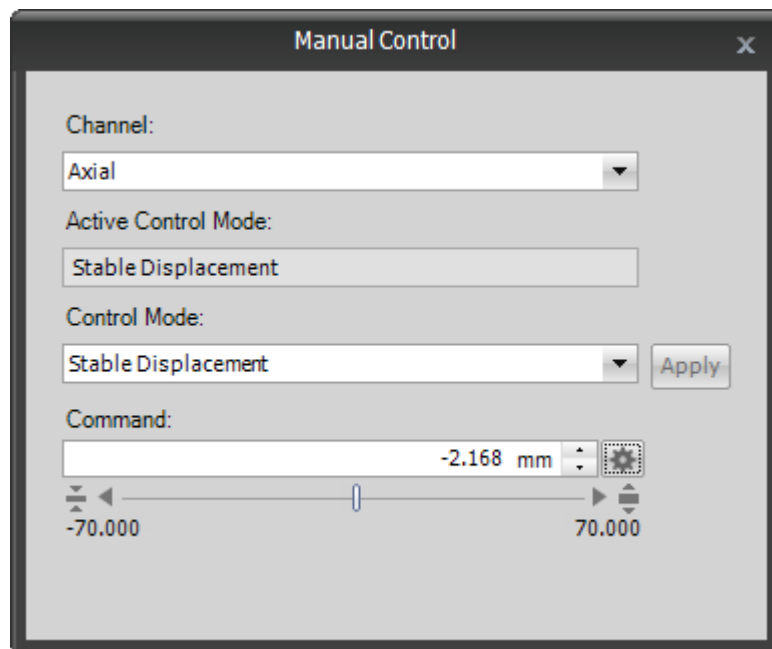 Manual Control
Channel:
Axial
Active Control Mode:
Stable Displacement
Control Mode:
Stable Displacement
Apply
Command:
-2.168 mm
-70.000 70.000